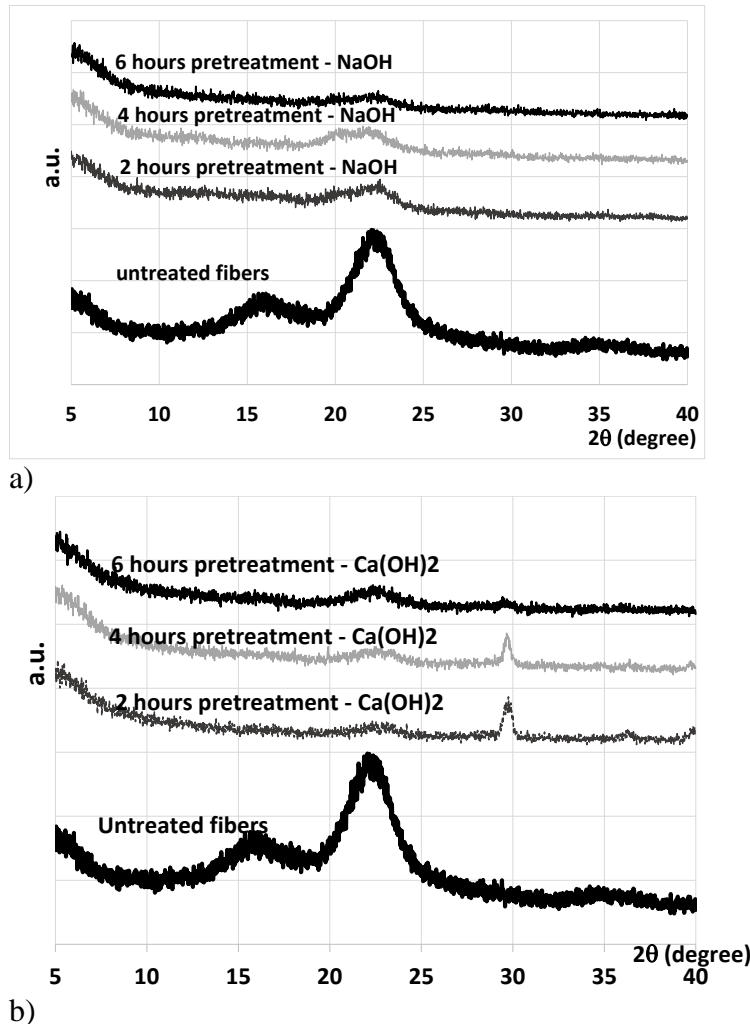 6 hours pretreatment - NaOH
4 hours pretreatment - NaOH
2 hours pretreatment - NaOH
a.u.
untreated fibers
5 10 15 20 25 30 35 40
2θ (degree)
a)
6 hours pretreatment - Ca(OH)2
4 hours pretreatment - Ca(OH)2
a.u.
2 hours pretreatment - Ca(OH)2
Untreated fibers
2θ (degree)
5 10 15 20 25 30 35 40
b)